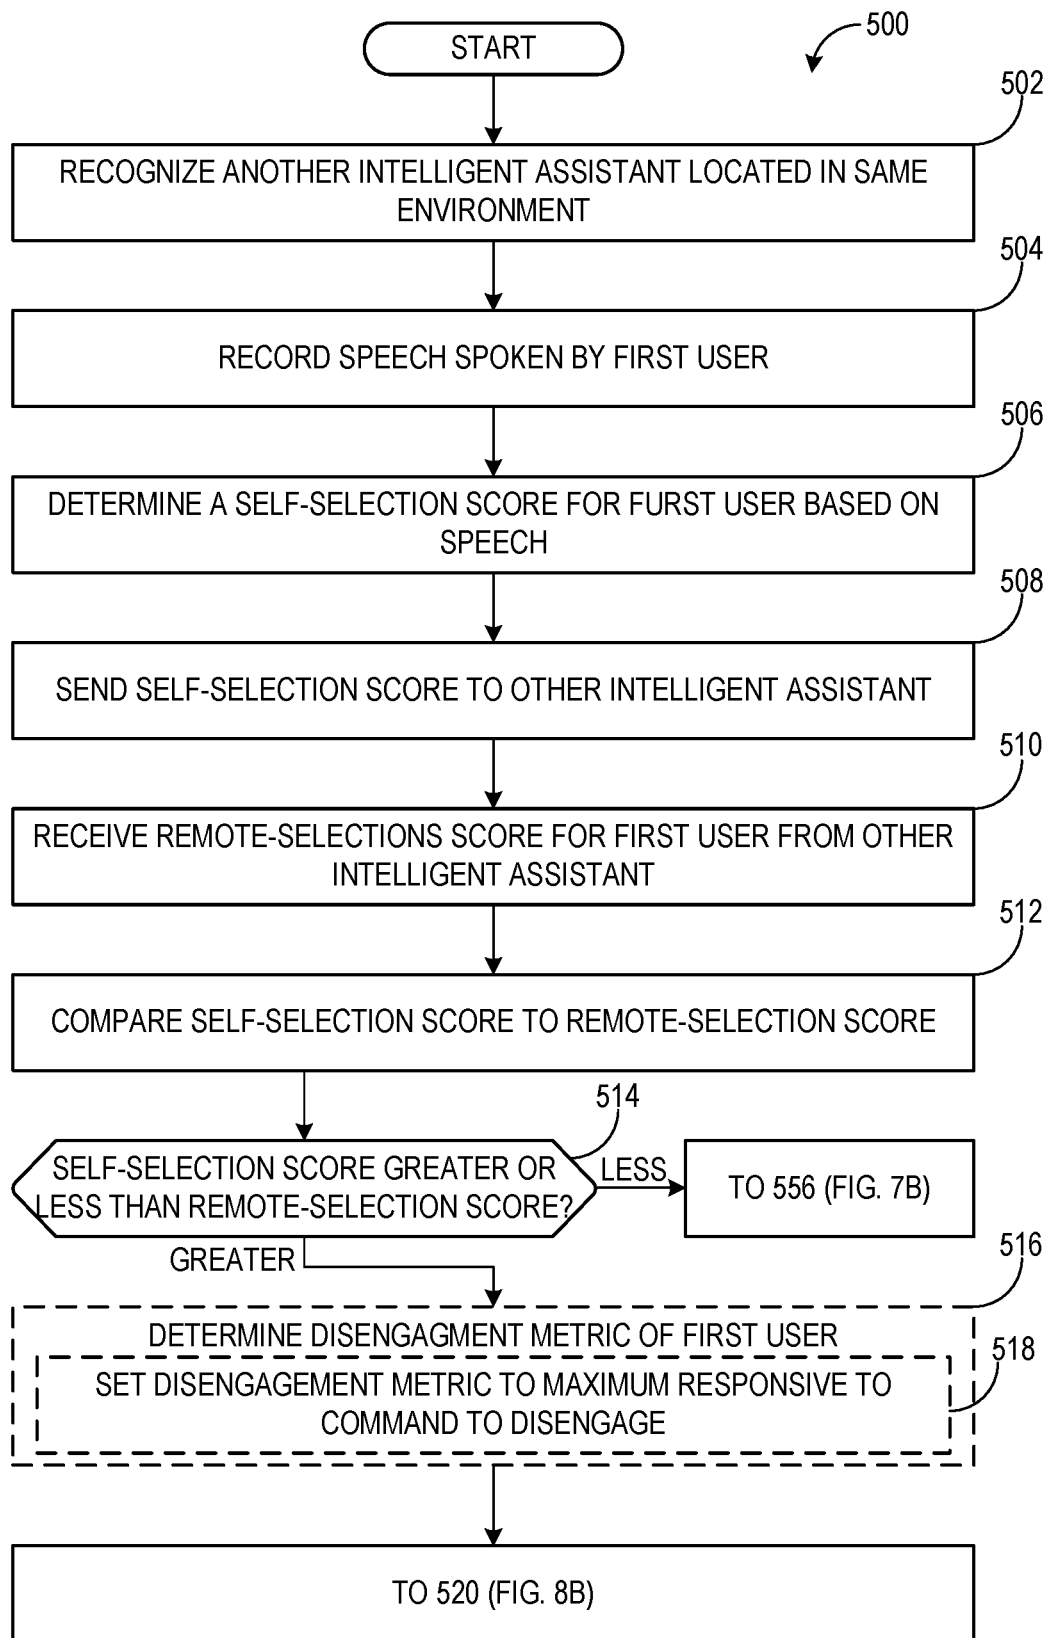 START
500
502
RECOGNIZE ANOTHER INTELLIGENT ASSISTANT LOCATED IN SAME
ENVIRONMENT
504
RECORD SPEECH SPOKEN BY FIRST USER
506
DETERMINE A SELF-SELECTION SCORE FOR FURST USER BASED ON
SPEECH
508
SEND SELF-SELECTION SCORE TO OTHER INTELLIGENT ASSISTANT
510
RECEIVE REMOTE-SELECTIONS SCORE FOR FIRST USER FROM OTHER
INTELLIGENT ASSISTANT
512
COMPARE SELF-SELECTION SCORE TO REMOTE-SELECTION SCORE
514
SELF-SELECTION SCORE GREATER OR
LESS THAN REMOTE-SELECTION SCORE?
LESS
TO 556 (FIG. 7B)
GREATER
516
DETERMINE DISENGAGMENT METRIC OF FIRST USER
518
SET DISENGAGEMENT METRIC TO MAXIMUM RESPONSIVE TO
COMMAND TO DISENGAGE
TO 520 (FIG. 8B)